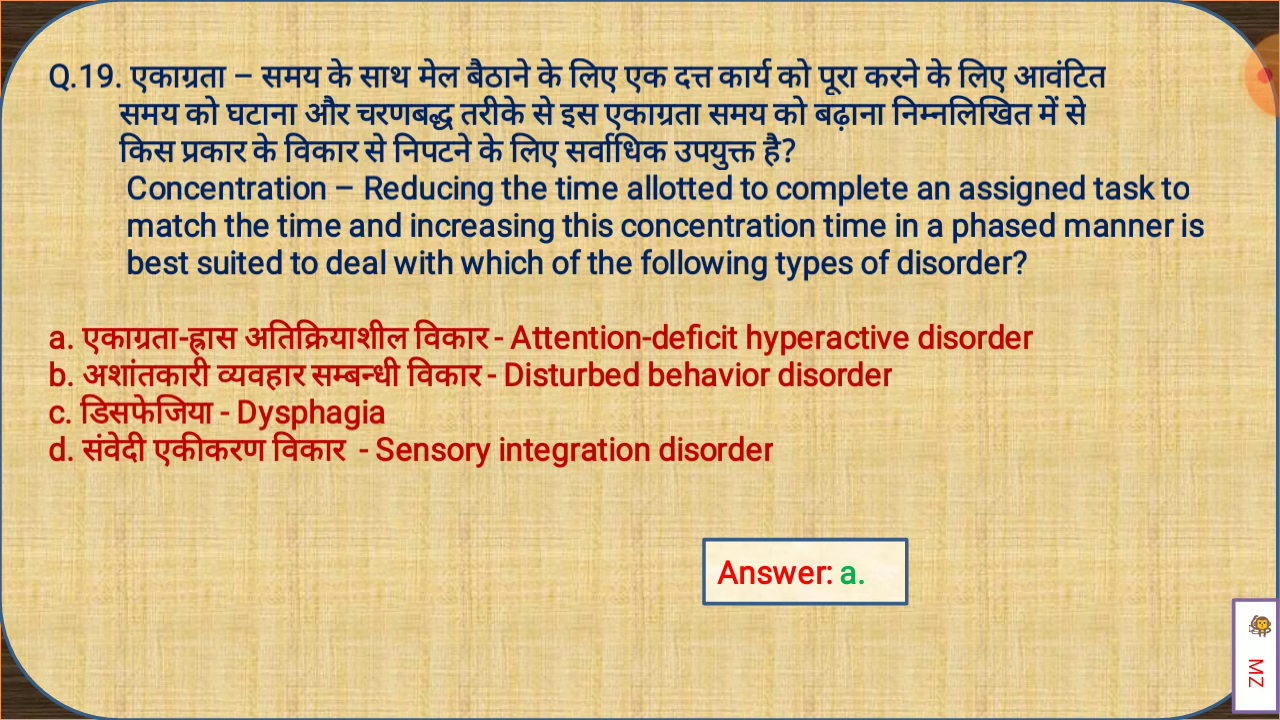 Q.19. एकाग्रता – समय के साथ मेल बैठाने के लिए एक दत्त कार्य को पूरा करने के लिए आवंटित
समय को घटाना और चरणबद्ध तरीके से इस एकाग्रता समय को बढ़ाना निम्नलिखित में से
किस प्रकार के विकार से निपटने के लिए सर्वाधिक उपयुक्त है?
Concentration – Reducing the time allotted to complete an assigned task to
match the time and increasing this concentration time in a phased manner is
best suited to deal with which of the following types of disorder?
a. एकाग्रता-ह्रास अतिक्रियाशील विकार - Attention-deficit hyperactive disorder
b. अशांतकारी व्यवहार सम्बन्धी विकार - Disturbed behavior disorder
c. डिसफेजिया - Dysphagia
d. संवेदी एकीकरण विकार - Sensory integration disorder
Answer: a.
MZ